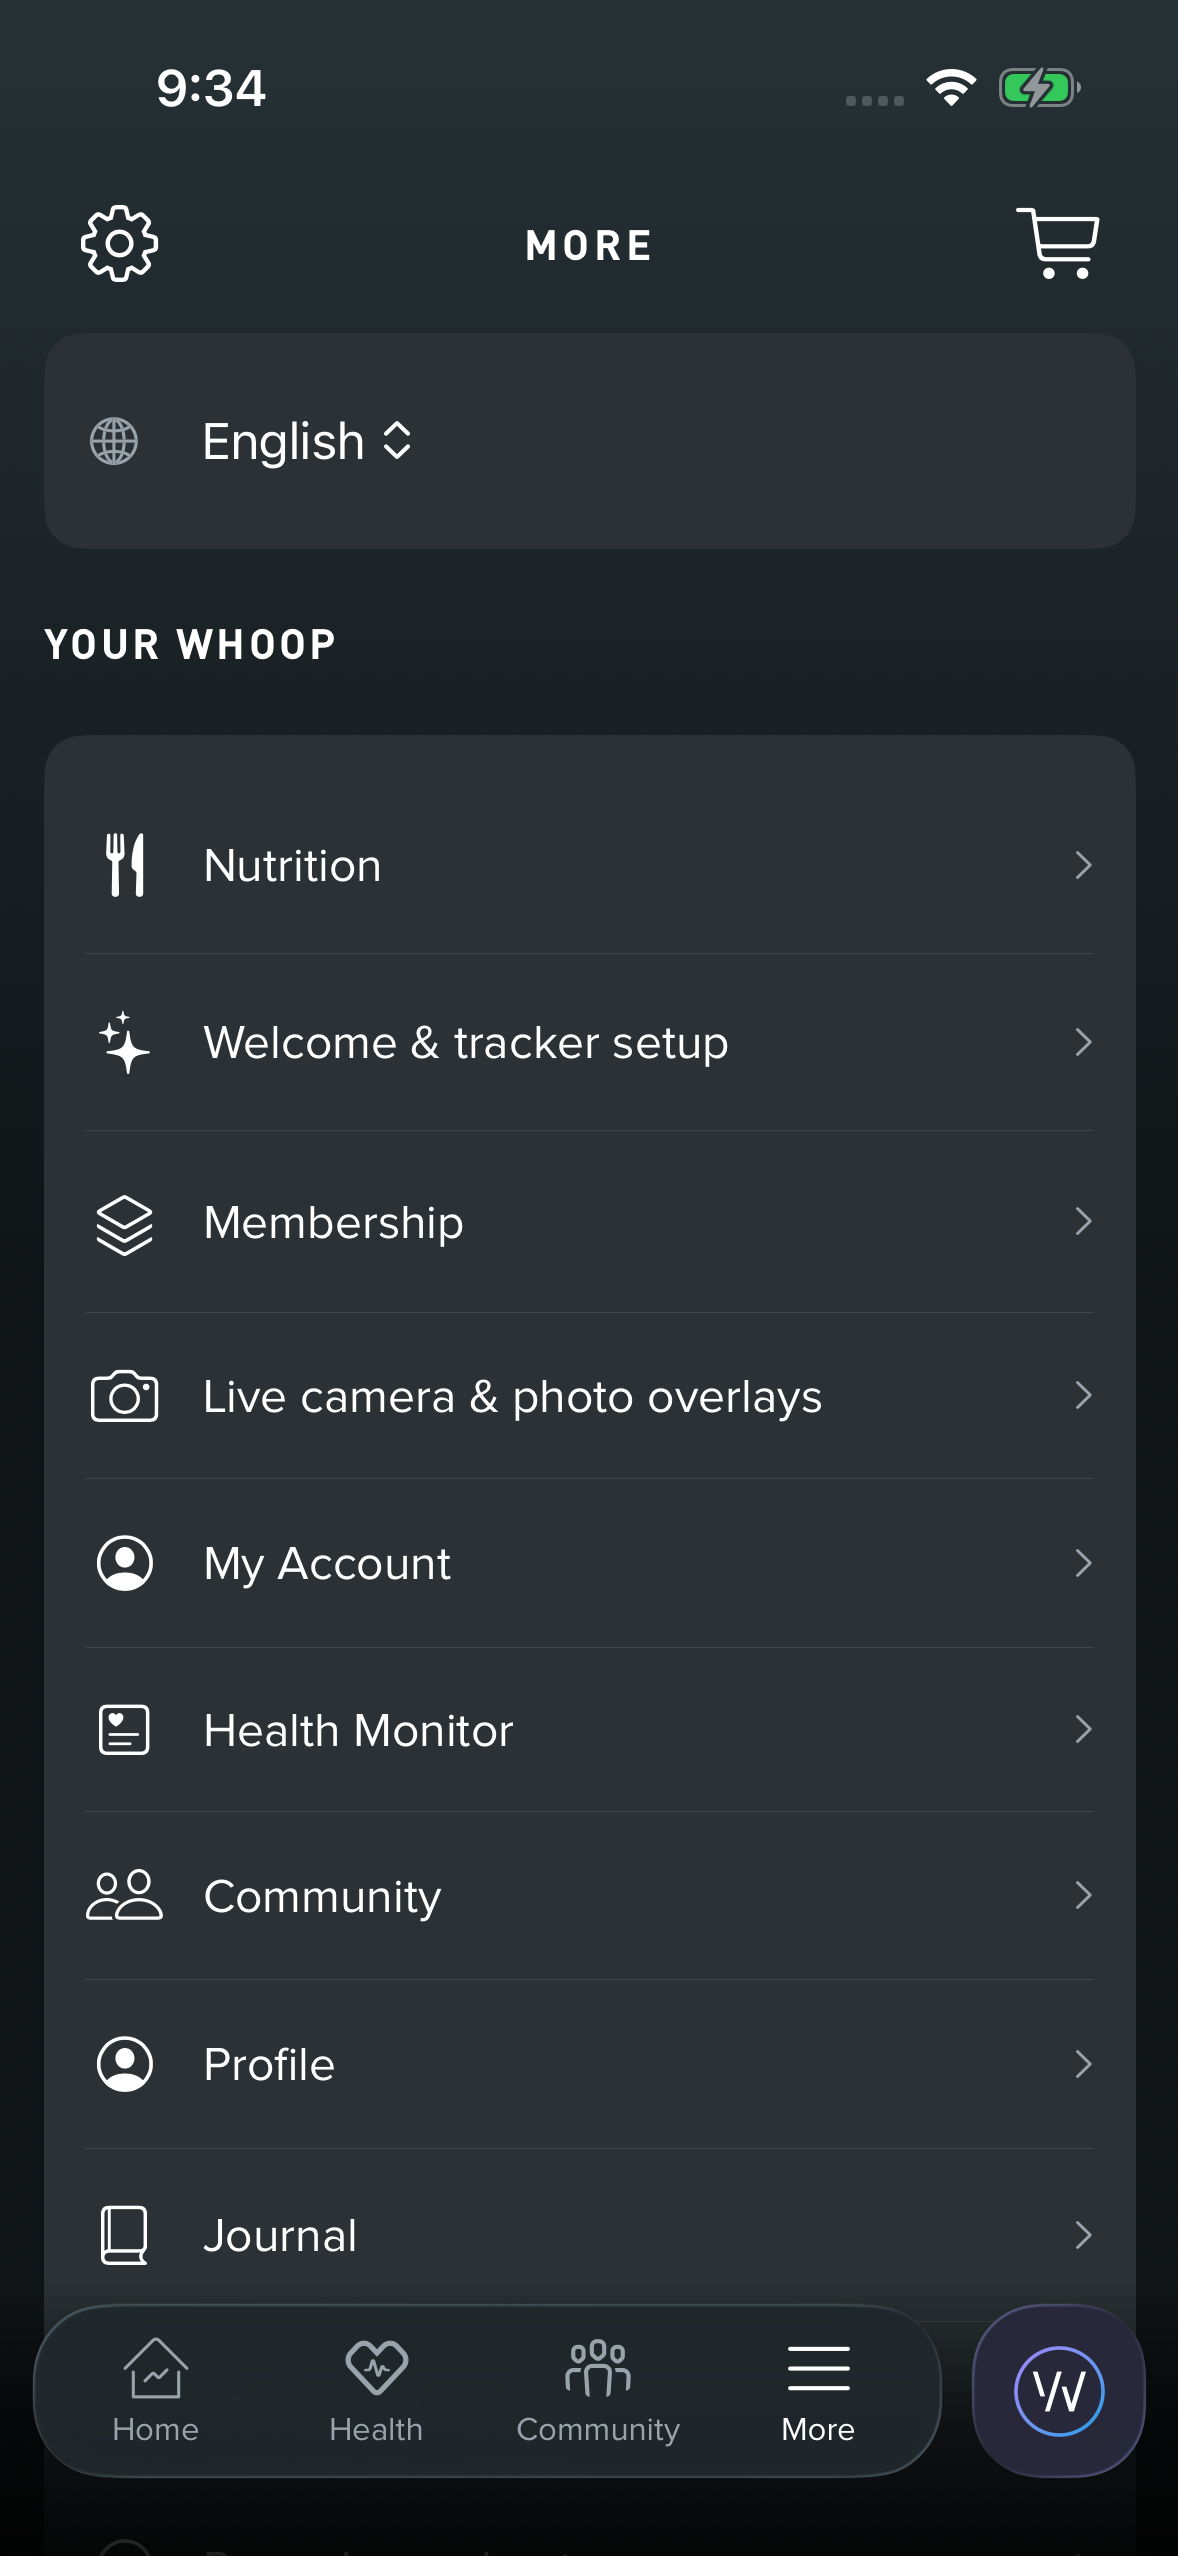 9:34
MORE
English
YOUR WHOOP
Nutrition
Welcome & tracker setup
Membership
Live camera & photo overlays
My Account
Health Monitor
Community
Profile
Journal
Home
Health
Community
More